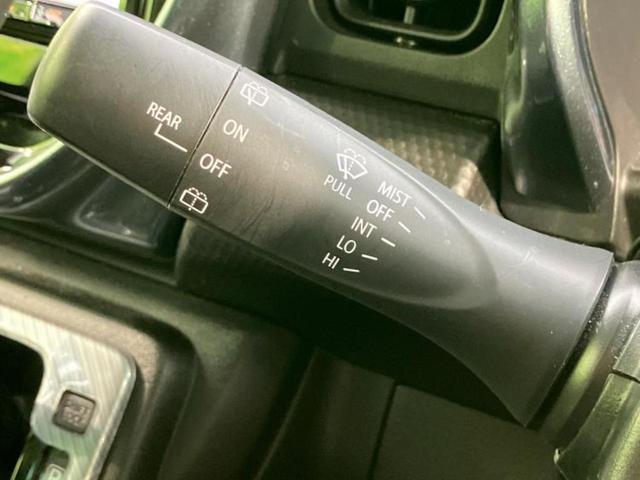 REAR
ON
OFF
PULL
MIST
OFF
INT
LO
HI
P